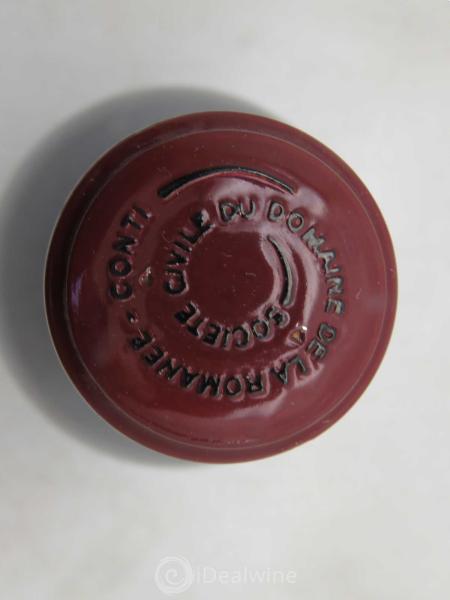 SOCIETE CIVILE DU DOMAINE DE LA ROMANEE - CONTI
iDealwine